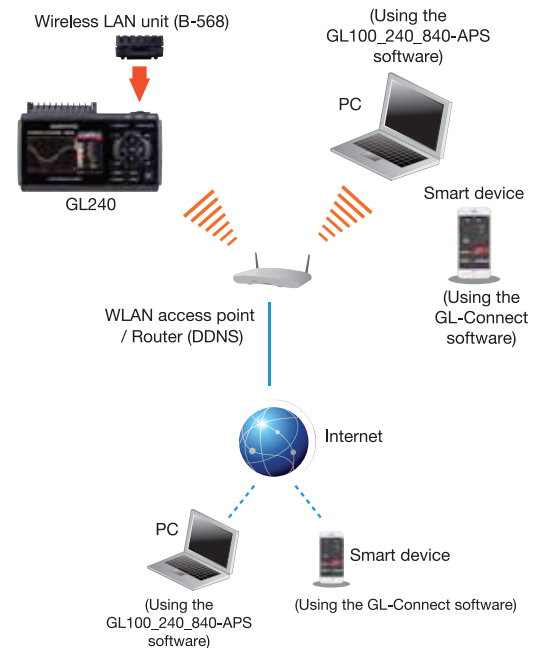 Wireless LAN unit (B-568)
(Using the
GL100_240_840-APS
software)
PC
GL240
Smart device
(Using the
GL-Connect
software)
WLAN access point
/ Router (DDNS)
Internet
PC
Smart device
(Using the
GL100_240_840-APS
software)
(Using the GL-Connect software)